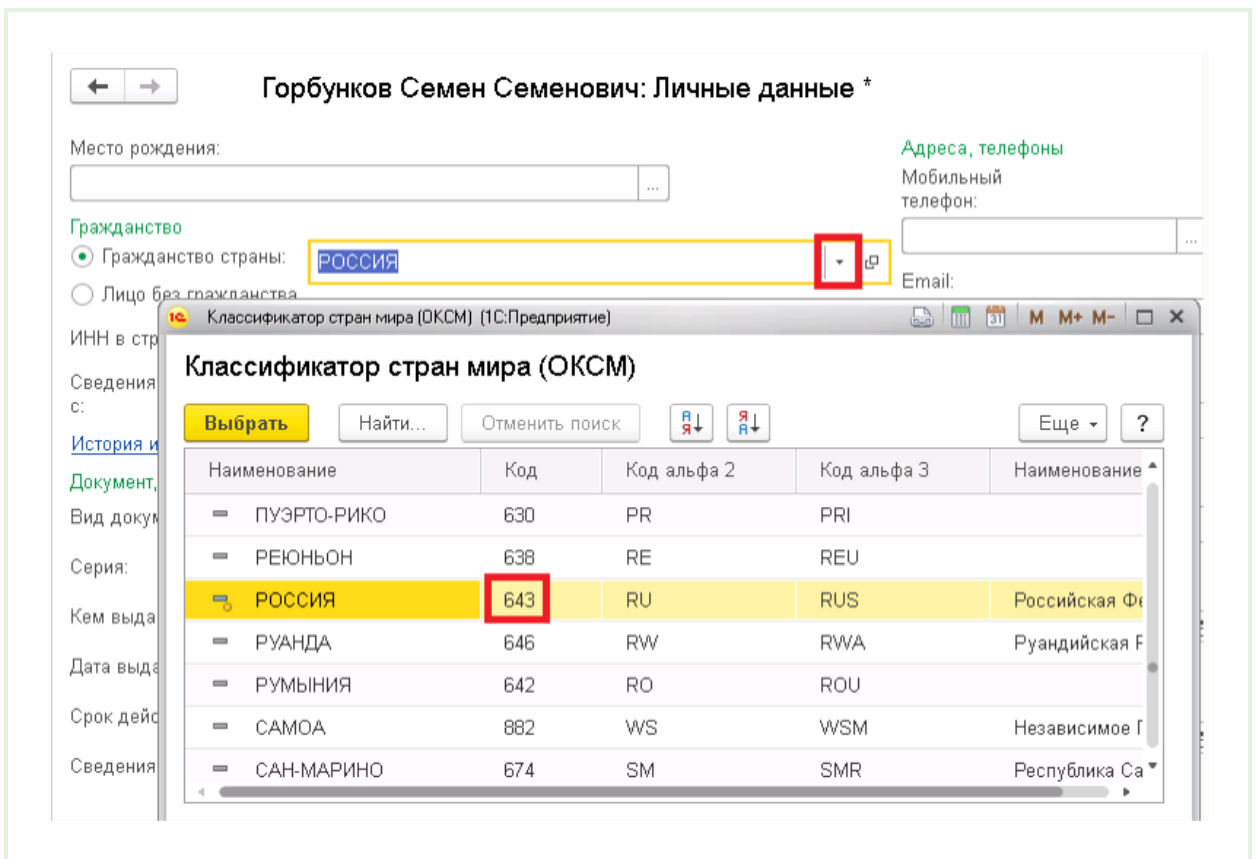 Горбунков Семен Семенович: Личные данные *
Место рождения:
...
Адреса, телефоны
Мобильный
телефон:
...
Гражданство
Гражданство страны:
РОССИЯ
Email:
Лицо без гражданства
1С Классификатор стран мира (ОКСМ) (1С:Предприятие)
31 M M+ M-
ИНН в стр
Классификатор стран мира (ОКСМ)
Сведения
с:
Выбрать Найти... Отменить поиск А Я Я А Еще ?
История и
Наименование Код Код альфа 2 Код альфа 3 Наименование
Документ,
Вид докум
ПУЭРТО-РИКО 630 PR PRI
Серия:
РЕЮНЬОН 638 RE REU
РОССИЯ 643 RU RUS Российская Фе
Кем выда
РУАНДА 646 RW RWA Руандийская Р
Дата выда
РУМЫНИЯ 642 RO ROU
Срок дейс
САМОА 882 WS WSM Независимое Г
Сведения
САН-МАРИНО 674 SM SMR Республика Са